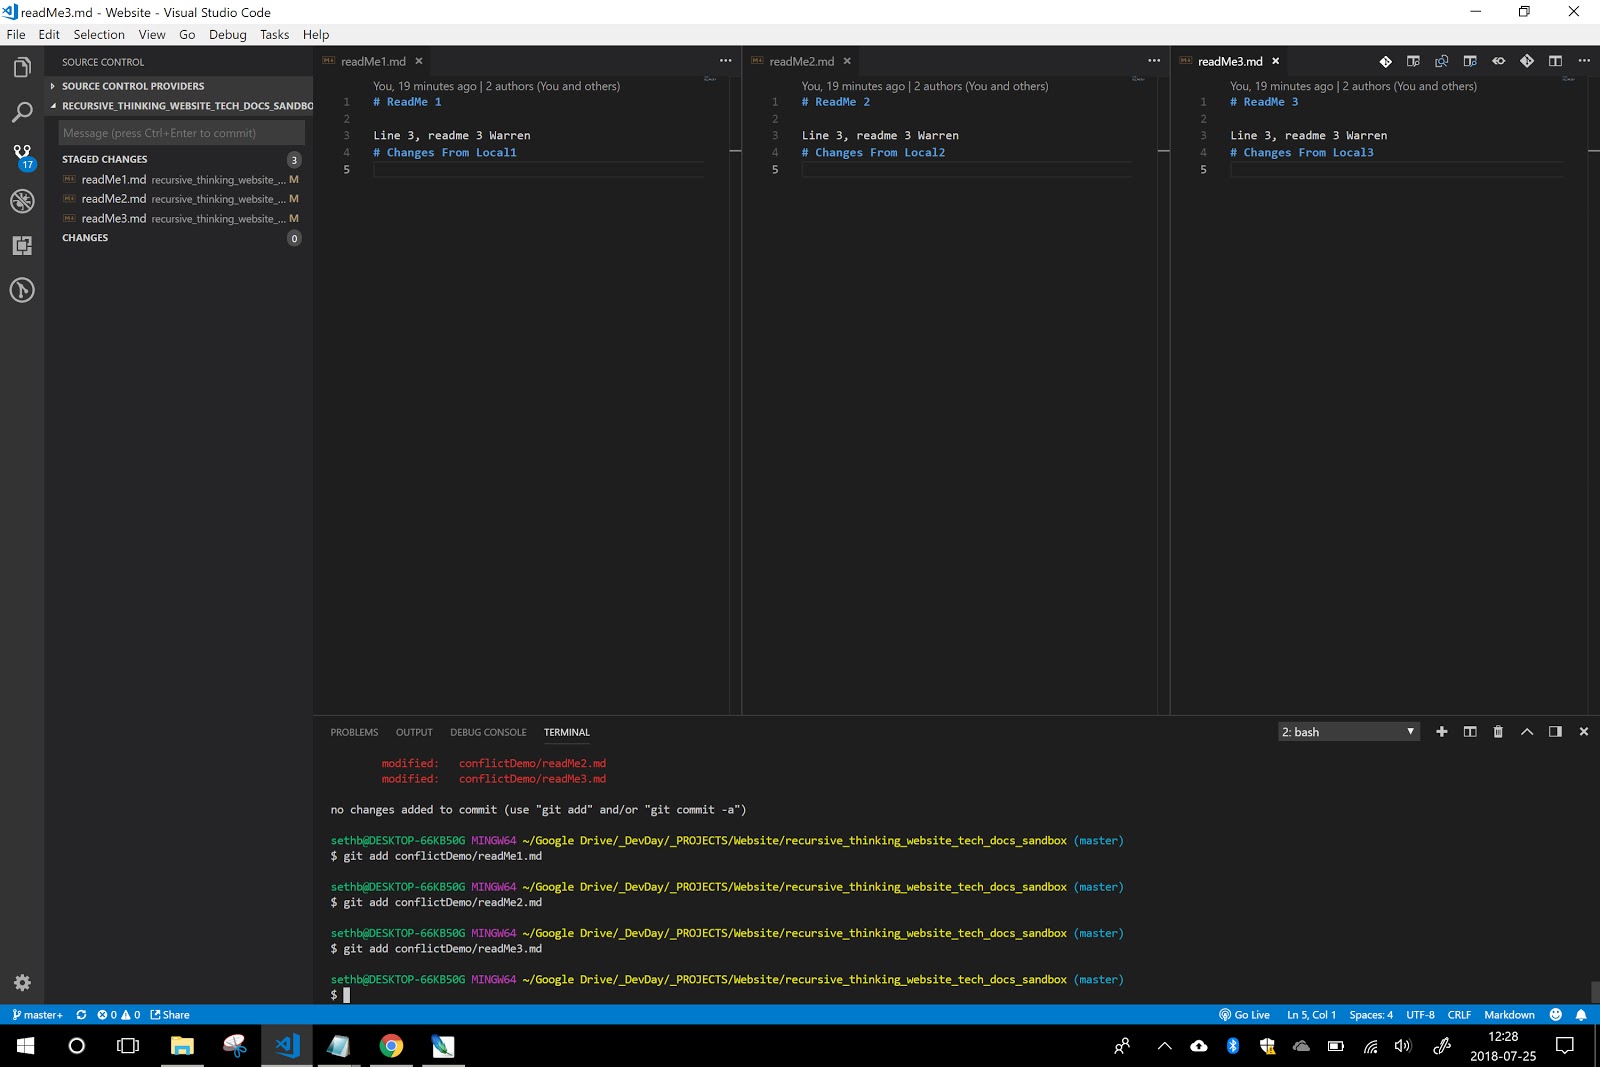 readMe3.md - Website - Visual Studio Code
File Edit Selection View Go Debug Tasks Help
SOURCE CONTROL
SOURCE CONTROL PROVIDERS
RECURSIVE_THINKING_WEBSITE_TECH_DOCS_SANDBO
Message (press Ctrl+Enter to commit)
STAGED CHANGES 3
readMe1.md recursive_thinking_website_... M
readMe2.md recursive_thinking_website_... M
readMe3.md recursive_thinking_website_... M
CHANGES 0
17
readMe1.md
You, 19 minutes ago | 2 authors (You and others)
1 # ReadMe 1
2
3 Line 3, readme 3 Warren
4 # Changes From Local1
5
readMe2.md
You, 19 minutes ago | 2 authors (You and others)
1 # ReadMe 2
2
3 Line 3, readme 3 Warren
4 # Changes From Local2
5
readMe3.md
You, 19 minutes ago | 2 authors (You and others)
1 # ReadMe 3
2
3 Line 3, readme 3 Warren
4 # Changes From Local3
5
PROBLEMS OUTPUT DEBUG CONSOLE TERMINAL
2: bash
modified: conflictDemo/readMe2.md
modified: conflictDemo/readMe3.md
no changes added to commit (use "git add" and/or "git commit -a")
sethb@DESKTOP-66KB50G MINGW64 ~/Google Drive/_DevDay/_PROJECTS/Website/recursive_thinking_website_tech_docs_sandbox (master)
$ git add conflictDemo/readMe1.md
sethb@DESKTOP-66KB50G MINGW64 ~/Google Drive/_DevDay/_PROJECTS/Website/recursive_thinking_website_tech_docs_sandbox (master)
$ git add conflictDemo/readMe2.md
sethb@DESKTOP-66KB50G MINGW64 ~/Google Drive/_DevDay/_PROJECTS/Website/recursive_thinking_website_tech_docs_sandbox (master)
$ git add conflictDemo/readMe3.md
sethb@DESKTOP-66KB50G MINGW64 ~/Google Drive/_DevDay/_PROJECTS/Website/recursive_thinking_website_tech_docs_sandbox (master)
$
master+ 0 0 Share Go Live Ln 5, Col 1 Spaces: 4 UTF-8 CRLF Markdown
12:28
2018-07-25